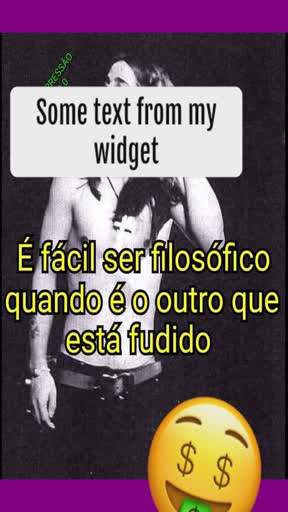 Some text from my
widget
É fácil ser filosófico
quando é o outro que
está fudido
$ $
$